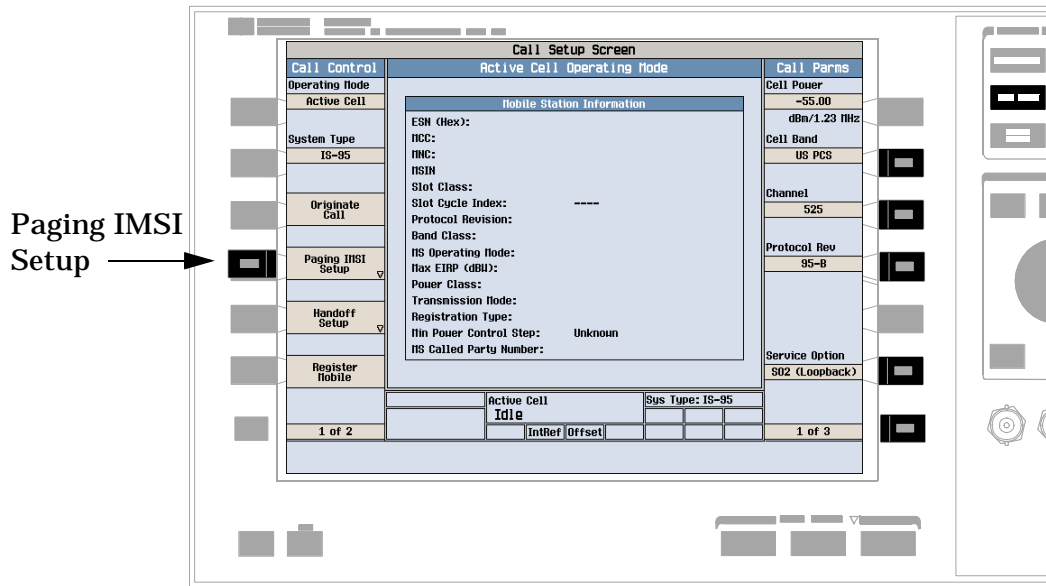 Call Setup Screen
Call Control
Active Cell Operating Mode
Call Parms
Operating Mode
Active Cell
System Type
IS-95
Originate
Call
Paging IMSI
Setup
Paging IMSI
Setup
Handoff
Setup
Register
Mobile
1 of 2
Mobile Station Information
ESN (Hex):
MCC:
MNC:
MSIN
Slot Class:
Slot Cycle Index: ----
Protocol Revision:
Band Class:
MS Operating Mode:
Max EIRP (dBW):
Power Class:
Transmission Mode:
Registration Type:
Min Power Control Step: Unknown
MS Called Party Number:
Active Cell
Idle
Sys Type: IS-95
IntRef Offset
Cell Power
-55.00
dBm/1.23 MHz
Cell Band
US PCS
Channel
525
Protocol Rev
95-B
Service Option
SO2 (Loopback)
1 of 3